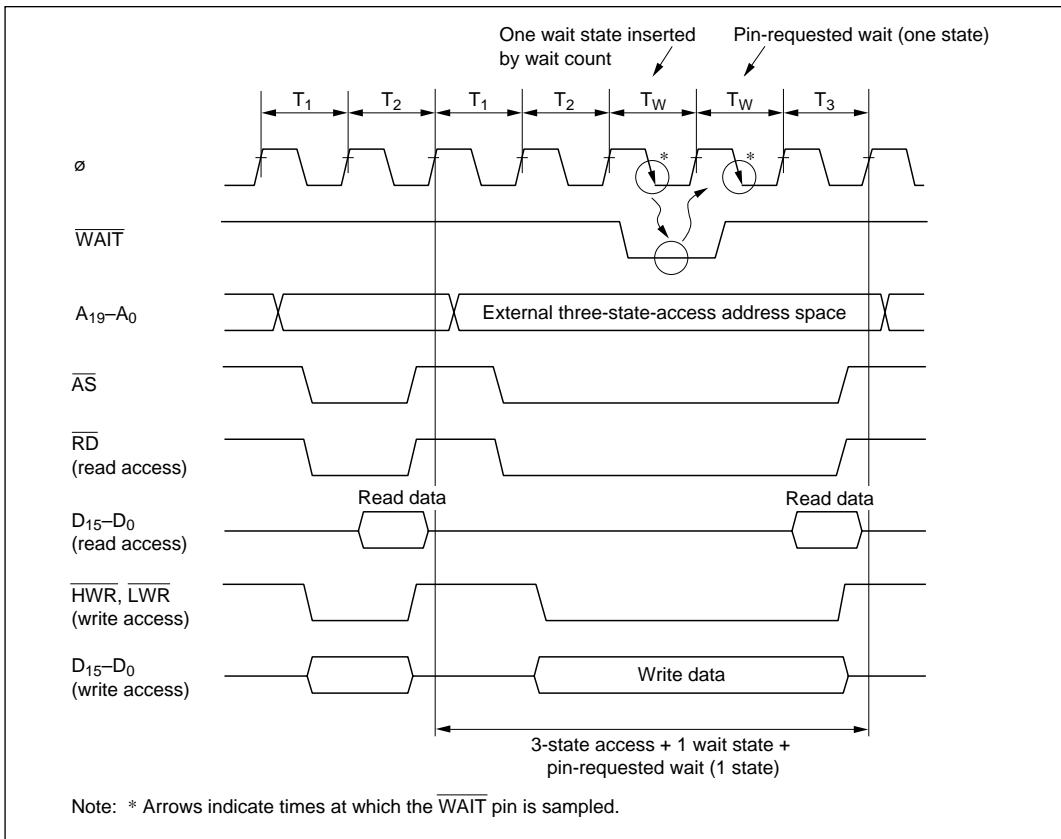 One wait state inserted
by wait count
Pin-requested wait (one state)
T1 T2 T1 T2 TW TW T3
ø
* *
WAIT
A19–A0
External three-state-access address space
AS
RD
(read access)
Read data
Read data
D15–D0
(read access)
HWR, LWR
(write access)
D15–D0
(write access)
Write data
3-state access + 1 wait state +
pin-requested wait (1 state)
Note: * Arrows indicate times at which the WAIT pin is sampled.